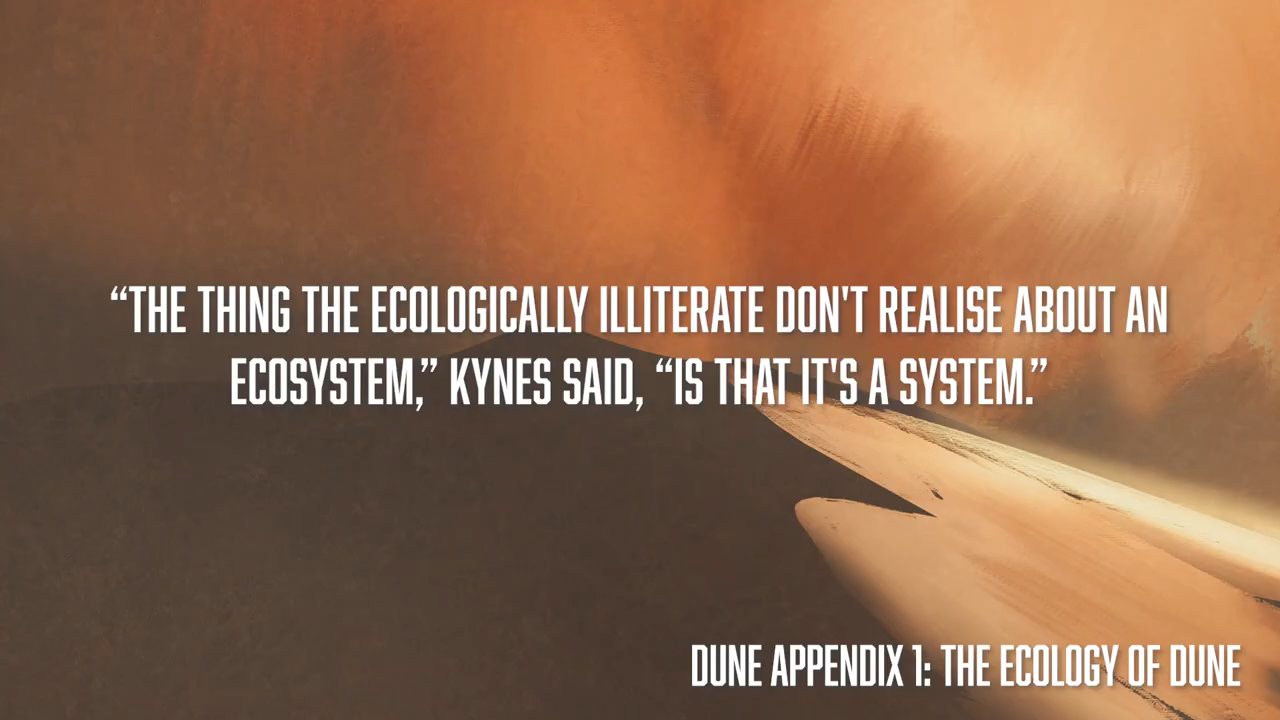 “THE THING THE ECOLOGICALLY ILLITERATE DON'T REALISE ABOUT AN
ECOSYSTEM,” KYNES SAID, “IS THAT IT'S A SYSTEM.”
DUNE APPENDIX 1: THE ECOLOGY OF DUNE